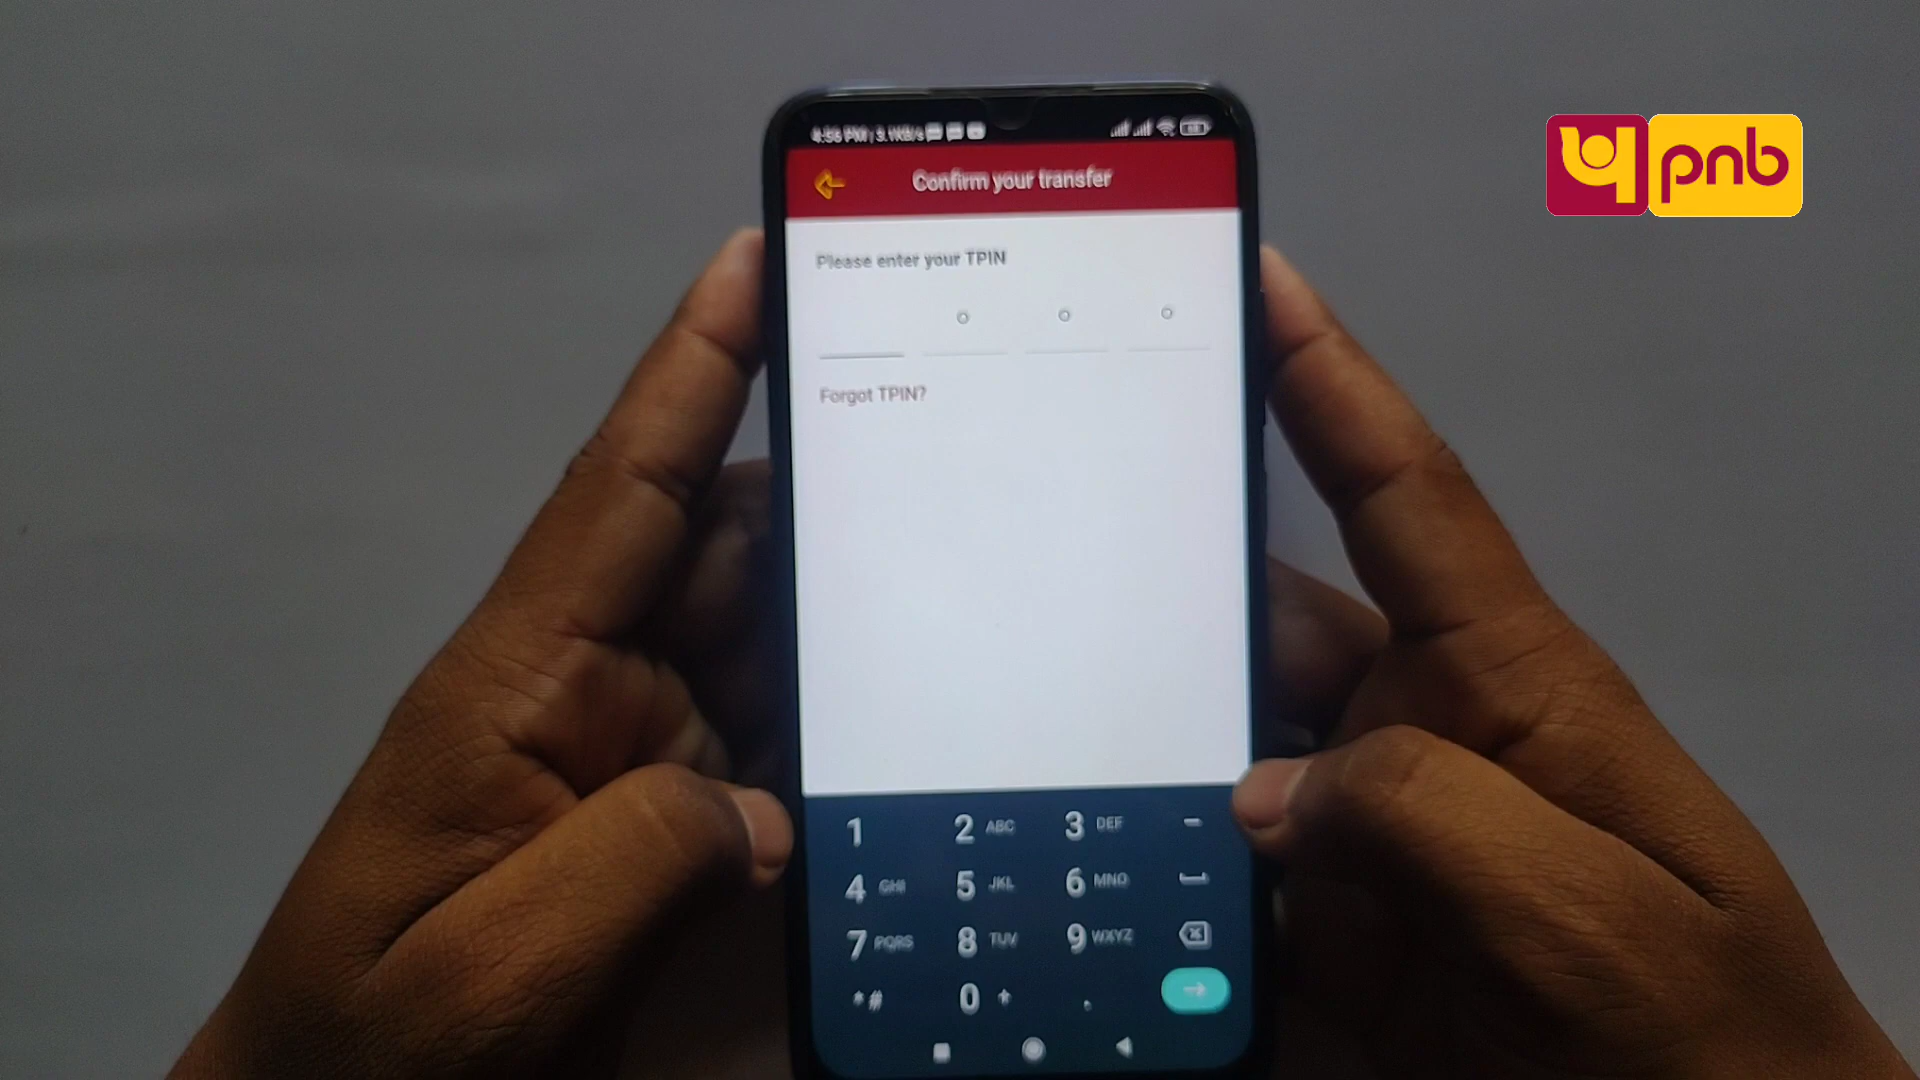 4:56 PM | 3.1KB/s
Confirm your transfer
Please enter your TPIN
Forgot TPIN?
प pnb
1
2 ABC
3 DEF
-
4 GHI
5 JKL
6 MNO
7 PQRS
8 TUV
9 WXYZ
*#
0 +
.